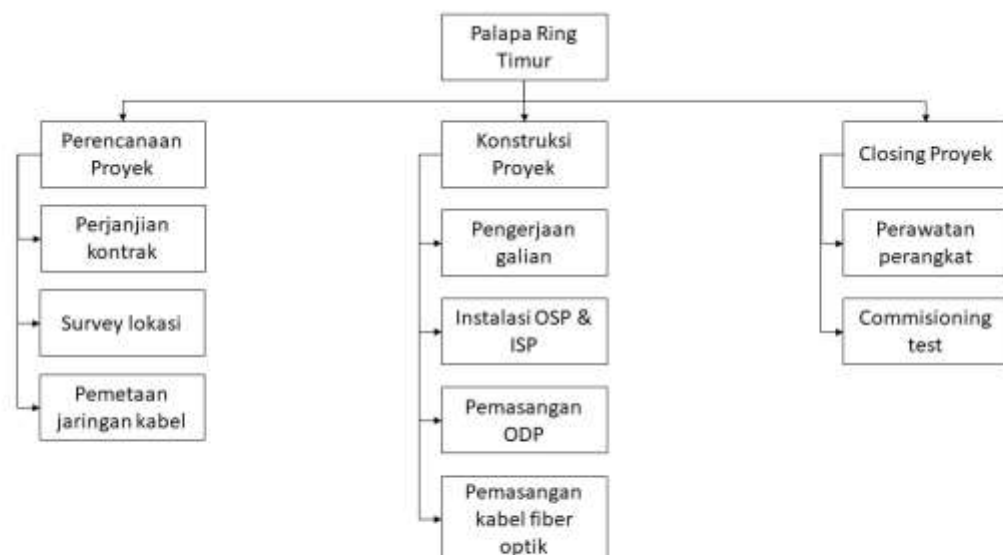 Palapa Ring
Timur
Perencanaan
Proyek
Perjanjian
kontrak
Survey lokasi
Pemetaan
jaringan kabel
Konstruksi
Proyek
Pengerjaan
galian
Instalasi OSP &
ISP
Pemasangan
ODP
Pemasangan
kabel fiber
optik
Closing Proyek
Perawatan
perangkat
Commisioning
test